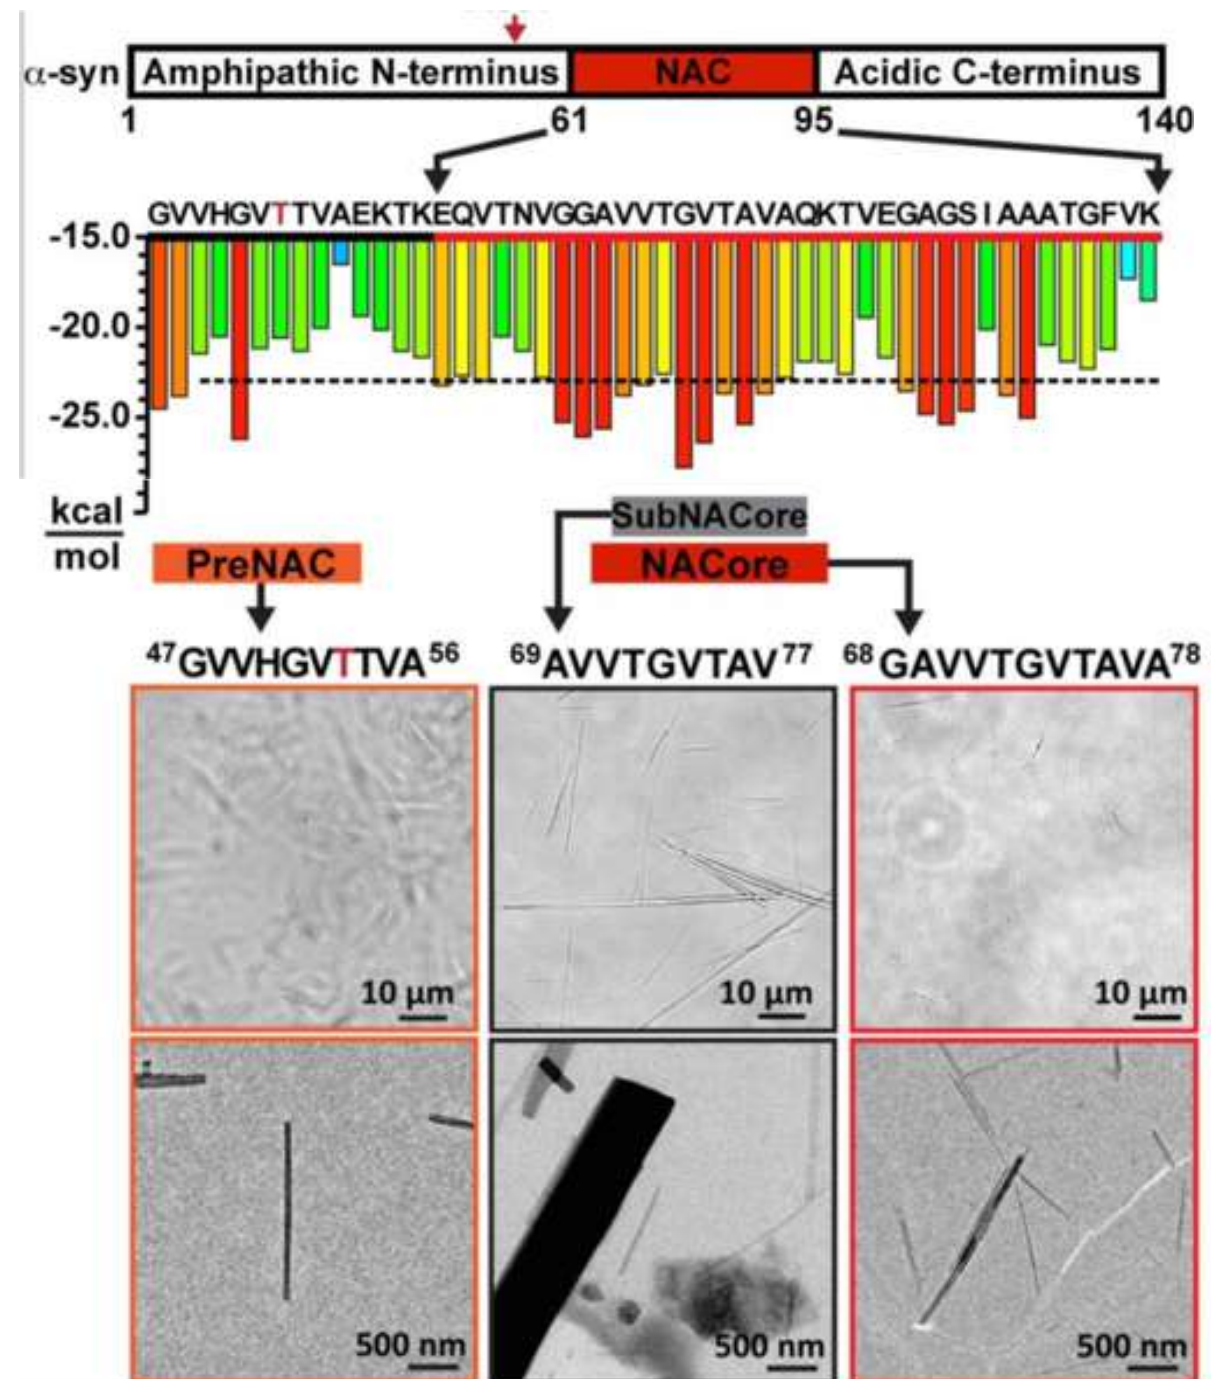 α-syn Amphipathic N-terminus NAC Acidic C-terminus
1 61 95 140
GVVHGVTTVAEKTKEQVTNVGGAVVTGVTAVAQKTVEGAGSIAAATGFVK
-15.0
-20.0
-25.0
kcal
mol
SubNACore
PreNAC NACore
47GVVHGVTTVA56 69AVVTGVTAV77 68GAVVTGVTAVA78
10 µm 10 µm 10 µm
500 nm 500 nm 500 nm